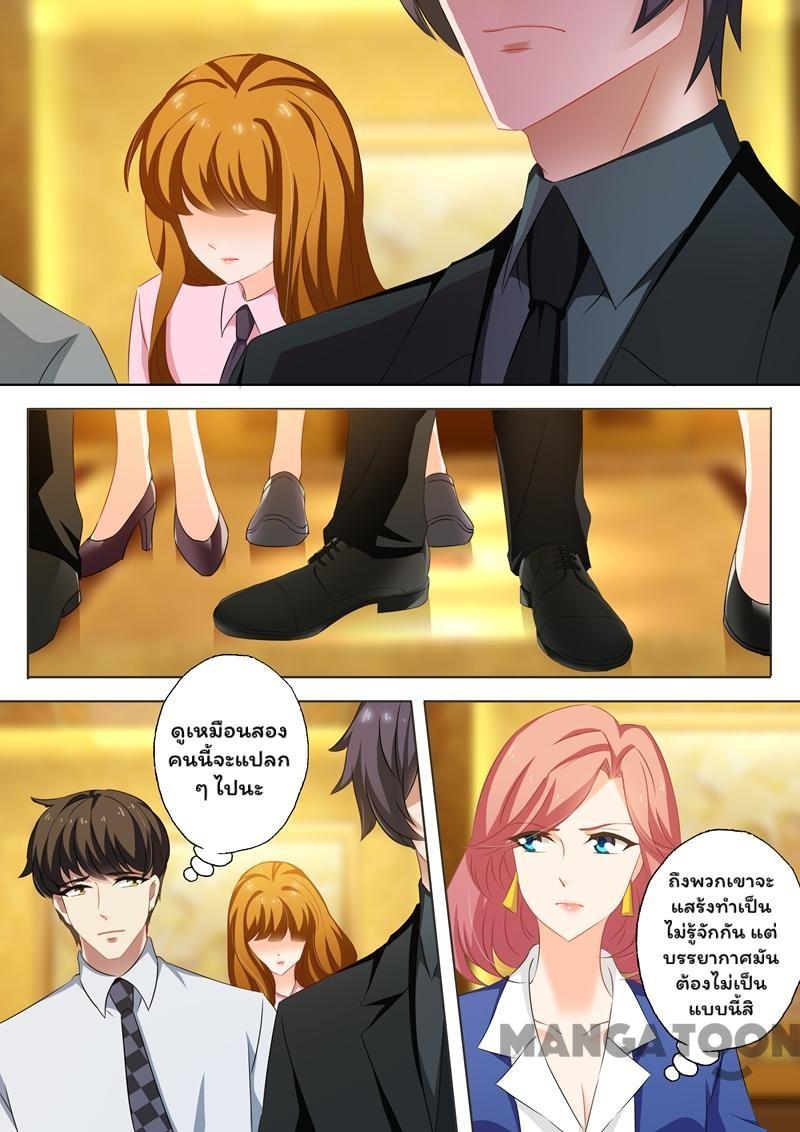 ดูเหมือนสอง
คนนี้จะแปลก
ๆ ไปนะ
ถึงพวกเขาจะ
แสร้งทำเป็น
ไม่รู้จักกัน แต่
บรรยากาศมัน
ต้องไม่เป็น
แบบนี้สิ
MANGATOON